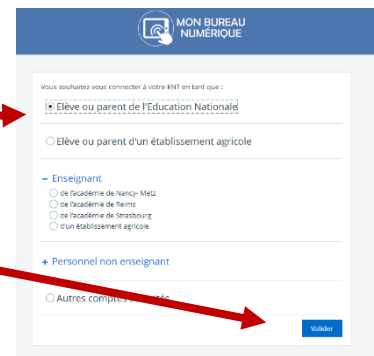 MON BUREAU
NUMÉRIQUE
Vous souhaitez vous connecter à votre ENT en tant que :
Elève ou parent de l'Education Nationale
Elève ou parent d'un établissement agricole
– Enseignant
de l'académie de Nancy- Metz
de l'académie de Reims
de l'académie de Strasbourg
d'un établissement agricole
+ Personnel non enseignant
Autres comptes
Valider